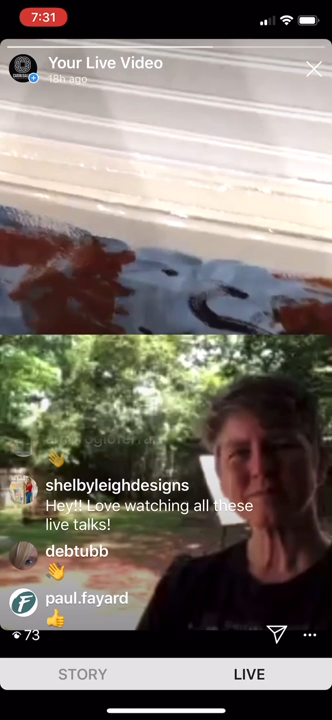 7:31
Your Live Video
18h ago
shelbyleighdesigns
Hey!! Love watching all these
live talks!
debtubb
👋
paul.fayard
👍
73
STORY
LIVE